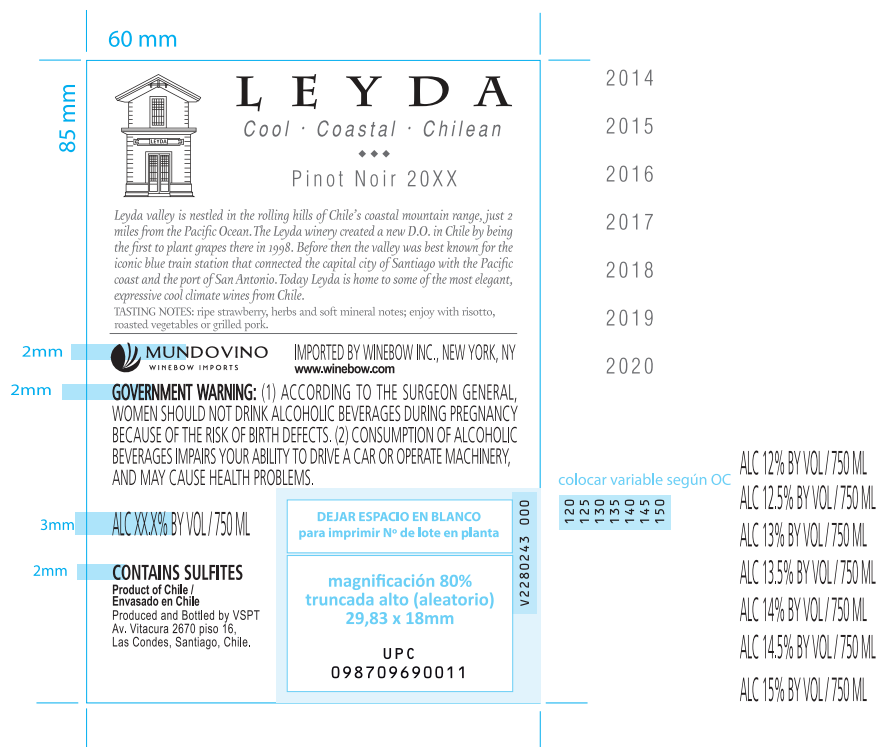 60 mm
85 mm
LEYDA
LEYDA
Cool · Coastal · Chilean
Pinot Noir 20XX
Leyda valley is nestled in the rolling hills of Chile's coastal mountain range, just 2
miles from the Pacific Ocean. The Leyda winery created a new D.O. in Chile by being
the first to plant grapes there in 1998. Before then the valley was best known for the
iconic blue train station that connected the capital city of Santiago with the Pacific
coast and the port of San Antonio. Today Leyda is home to some of the most elegant,
expressive cool climate wines from Chile.
TASTING NOTES: ripe strawberry, herbs and soft mineral notes; enjoy with risotto,
roasted vegetables or grilled pork.
2mm
MUNDOVINO
WINEBOW IMPORTS
IMPORTED BY WINEBOW INC., NEW YORK, NY
www.winebow.com
2mm
GOVERNMENT WARNING: (1) ACCORDING TO THE SURGEON GENERAL,
WOMEN SHOULD NOT DRINK ALCOHOLIC BEVERAGES DURING PREGNANCY
BECAUSE OF THE RISK OF BIRTH DEFECTS. (2) CONSUMPTION OF ALCOHOLIC
BEVERAGES IMPAIRS YOUR ABILITY TO DRIVE A CAR OR OPERATE MACHINERY,
AND MAY CAUSE HEALTH PROBLEMS.
3mm
ALC XX.X% BY VOL / 750 ML
2mm
CONTAINS SULFITES
Product of Chile /
Envasado en Chile
Produced and Bottled by VSPT
Av. Vitacura 2670 piso 16,
Las Condes, Santiago, Chile.
DEJAR ESPACIO EN BLANCO
para imprimir Nº de lote en planta
magnificación 80%
truncada alto (aleatorio)
29,83 x 18mm
UPC
098709690011
V2280243 000
colocar variable según OC
120
125
130
135
140
145
150
2014
2015
2016
2017
2018
2019
2020
ALC 12% BY VOL / 750 ML
ALC 12.5% BY VOL / 750 ML
ALC 13% BY VOL / 750 ML
ALC 13.5% BY VOL / 750 ML
ALC 14% BY VOL / 750 ML
ALC 14.5% BY VOL / 750 ML
ALC 15% BY VOL / 750 ML